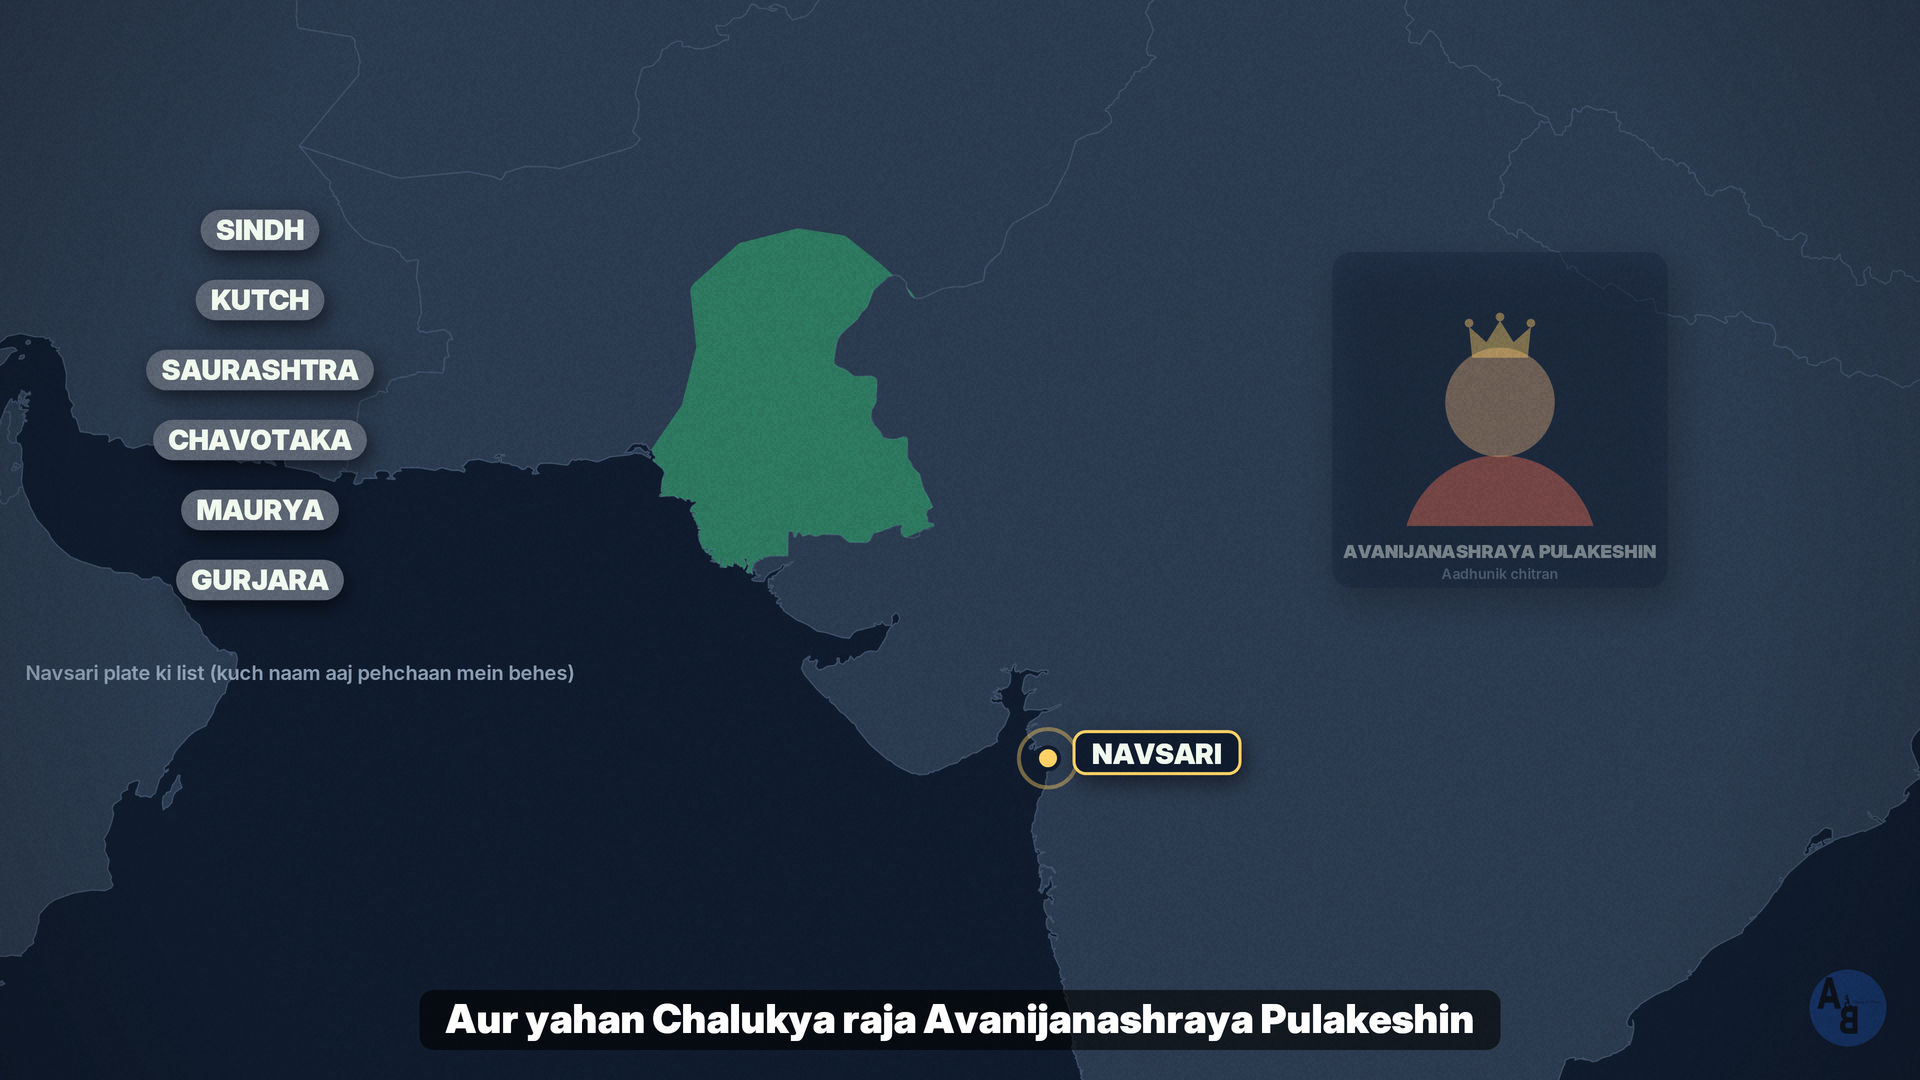 SINDH
KUTCH
SAURASHTRA
CHAVOTAKA
MAURYA
GURJARA
Navsari plate ki list (kuch naam aaj pehchaan mein behes)
AVANIJANASHRAYA PULAKESHIN
Aadhunik chitran
NAVSARI
Aur yahan Chalukya raja Avanijanashraya Pulakeshin
A
B